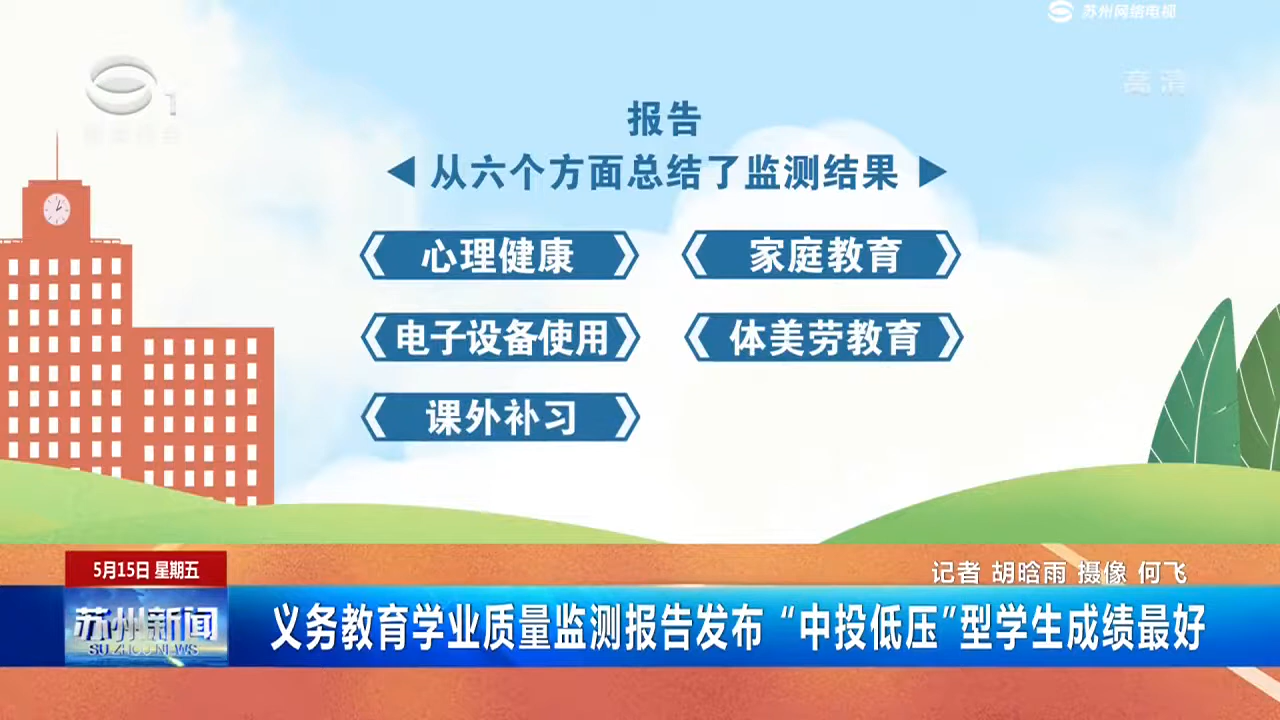 苏州网络电视
高清
1
报告
从六个方面总结了监测结果
心理健康
家庭教育
电子设备使用
体美劳教育
课外补习
5月15日 星期五
记者 胡晗雨 摄像 何飞
苏州新闻
SUZHOU NEWS
义务教育学业质量监测报告发布 “中投低压”型学生成绩最好